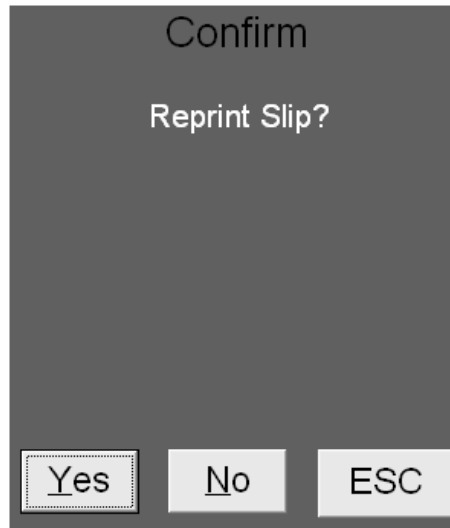 Confirm
Reprint Slip?
Yes No ESC